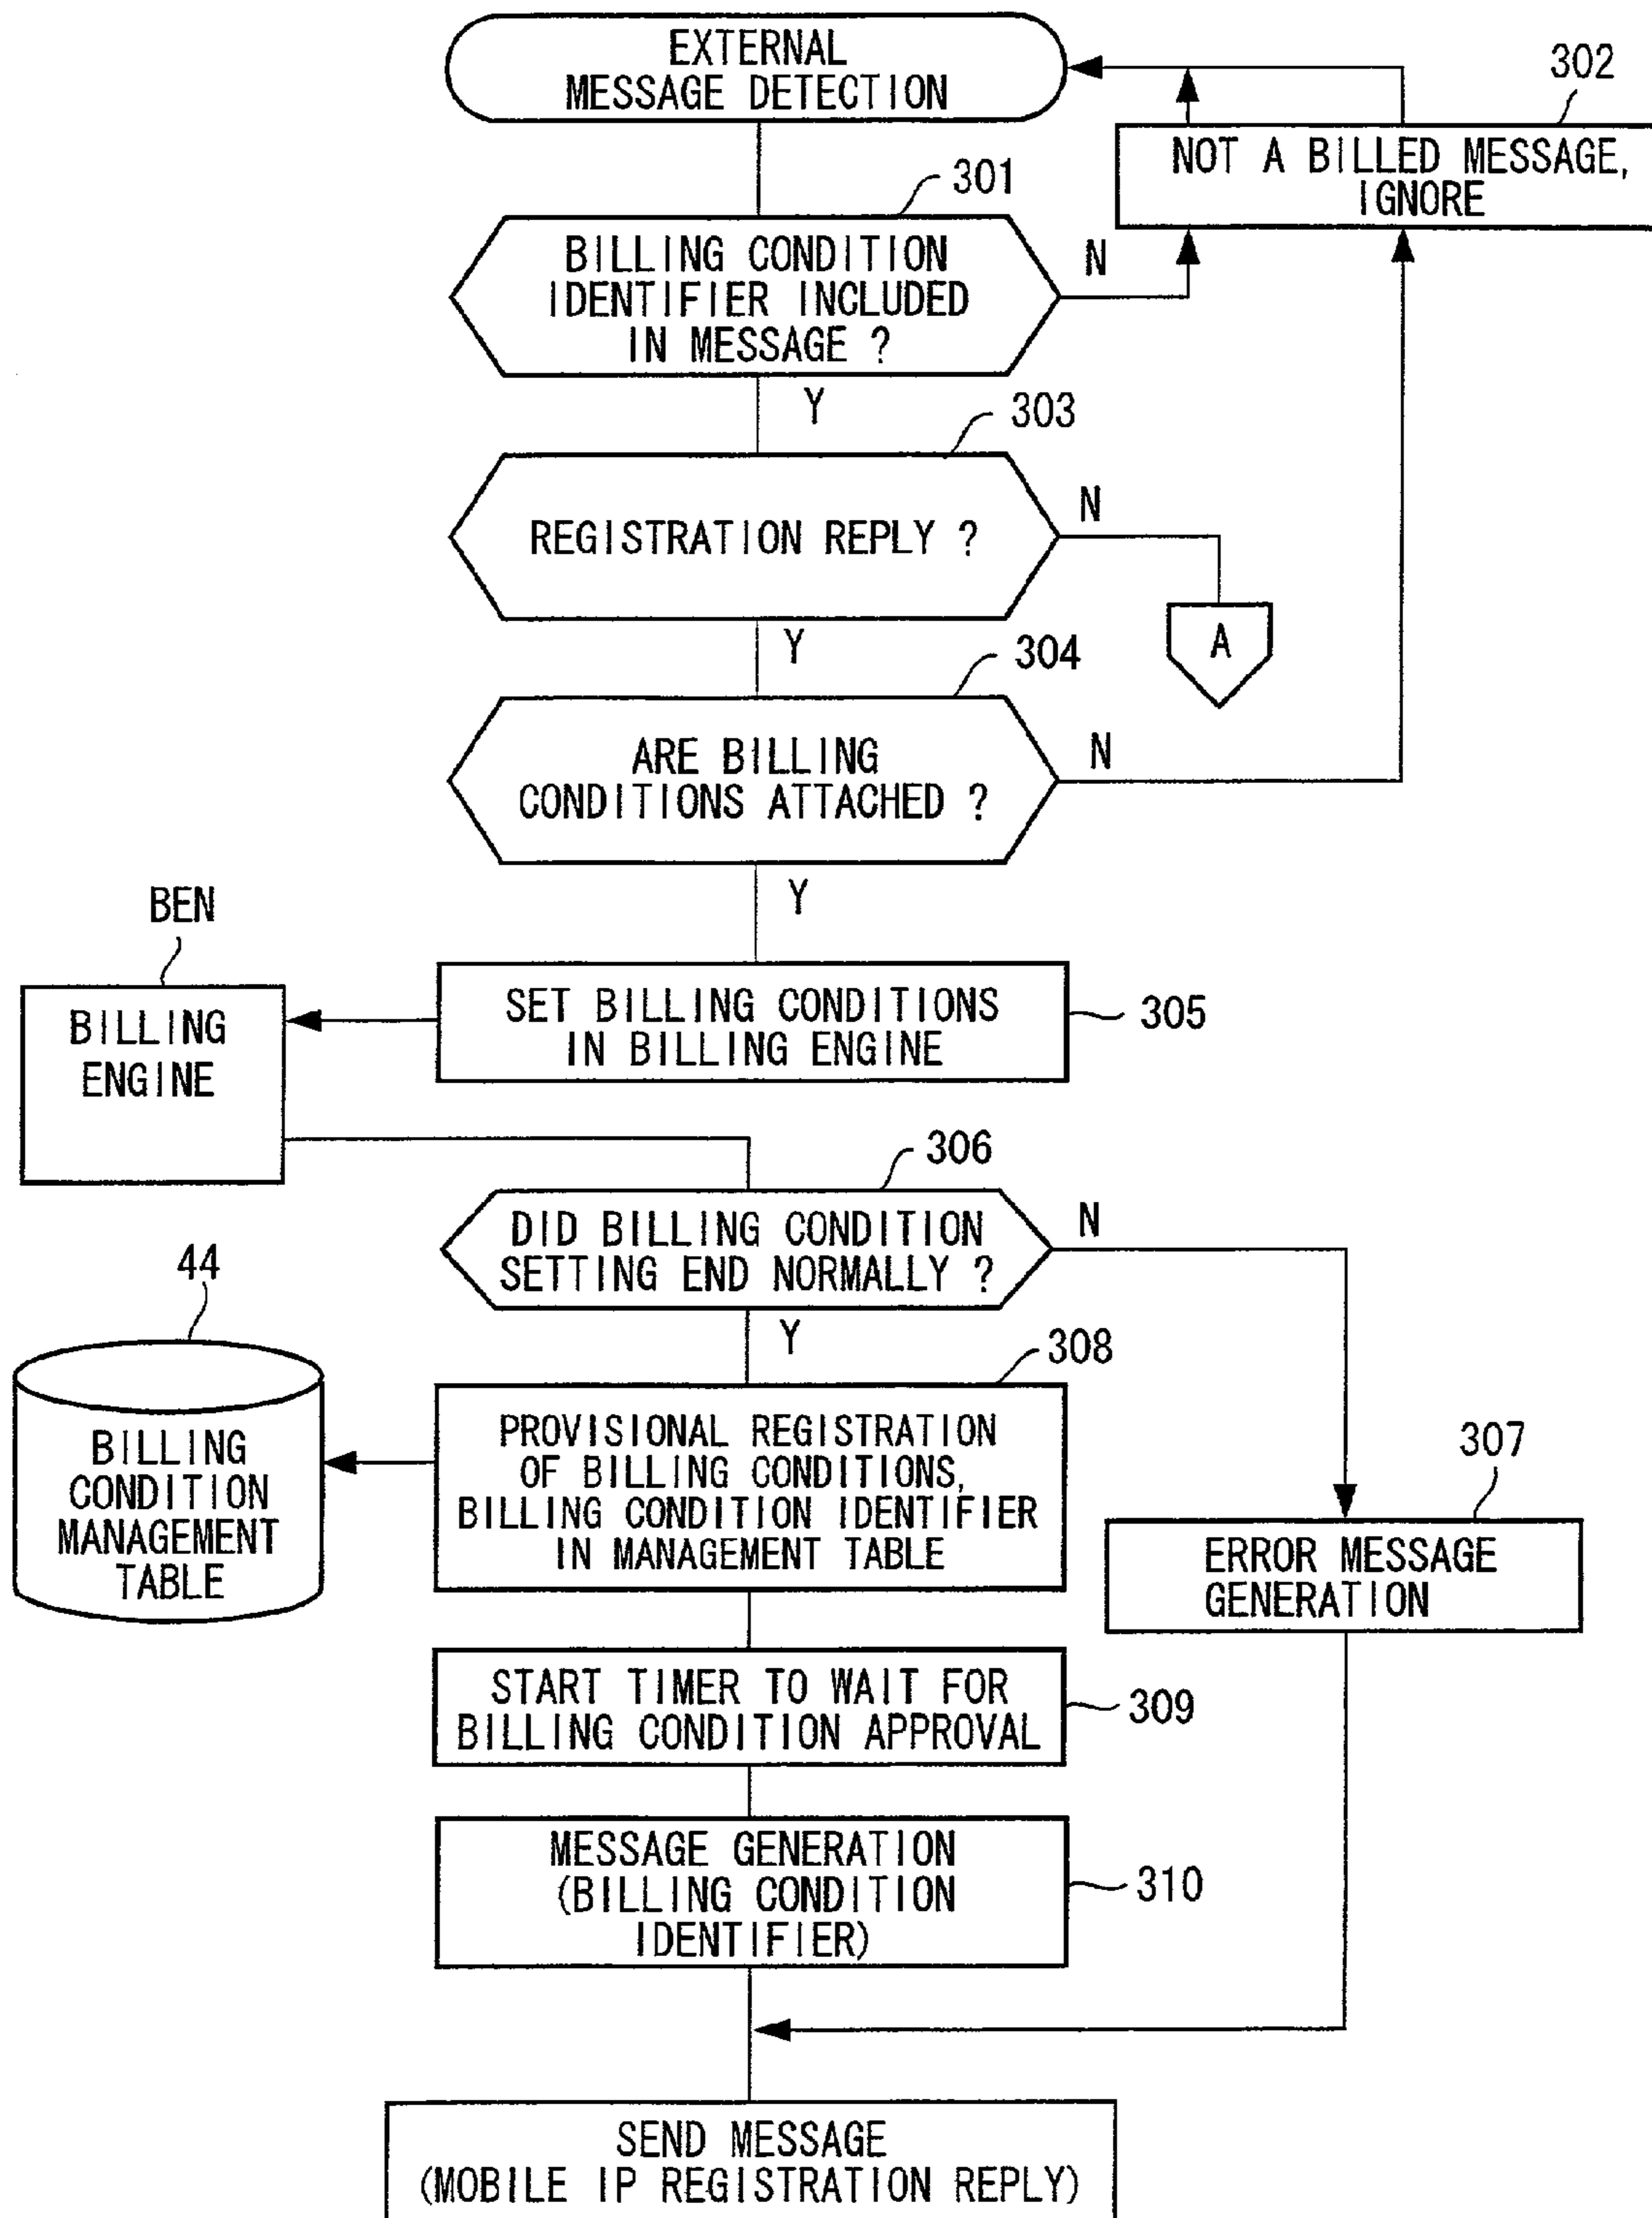 EXTERNAL
MESSAGE DETECTION
302
NOT A BILLED MESSAGE,
IGNORE
301
BILLING CONDITION
IDENTIFIER INCLUDED
IN MESSAGE ?
N
Y
303
REGISTRATION REPLY ?
N
A
Y
304
ARE BILLING
CONDITIONS ATTACHED ?
N
Y
BEN
BILLING
ENGINE
SET BILLING CONDITIONS
IN BILLING ENGINE
305
306
DID BILLING CONDITION
SETTING END NORMALLY ?
N
Y
44
BILLING
CONDITION
MANAGEMENT
TABLE
308
PROVISIONAL REGISTRATION
OF BILLING CONDITIONS,
BILLING CONDITION IDENTIFIER
IN MANAGEMENT TABLE
307
ERROR MESSAGE
GENERATION
START TIMER TO WAIT FOR
BILLING CONDITION APPROVAL
309
MESSAGE GENERATION
(BILLING CONDITION
IDENTIFIER)
310
SEND MESSAGE
(MOBILE IP REGISTRATION REPLY)